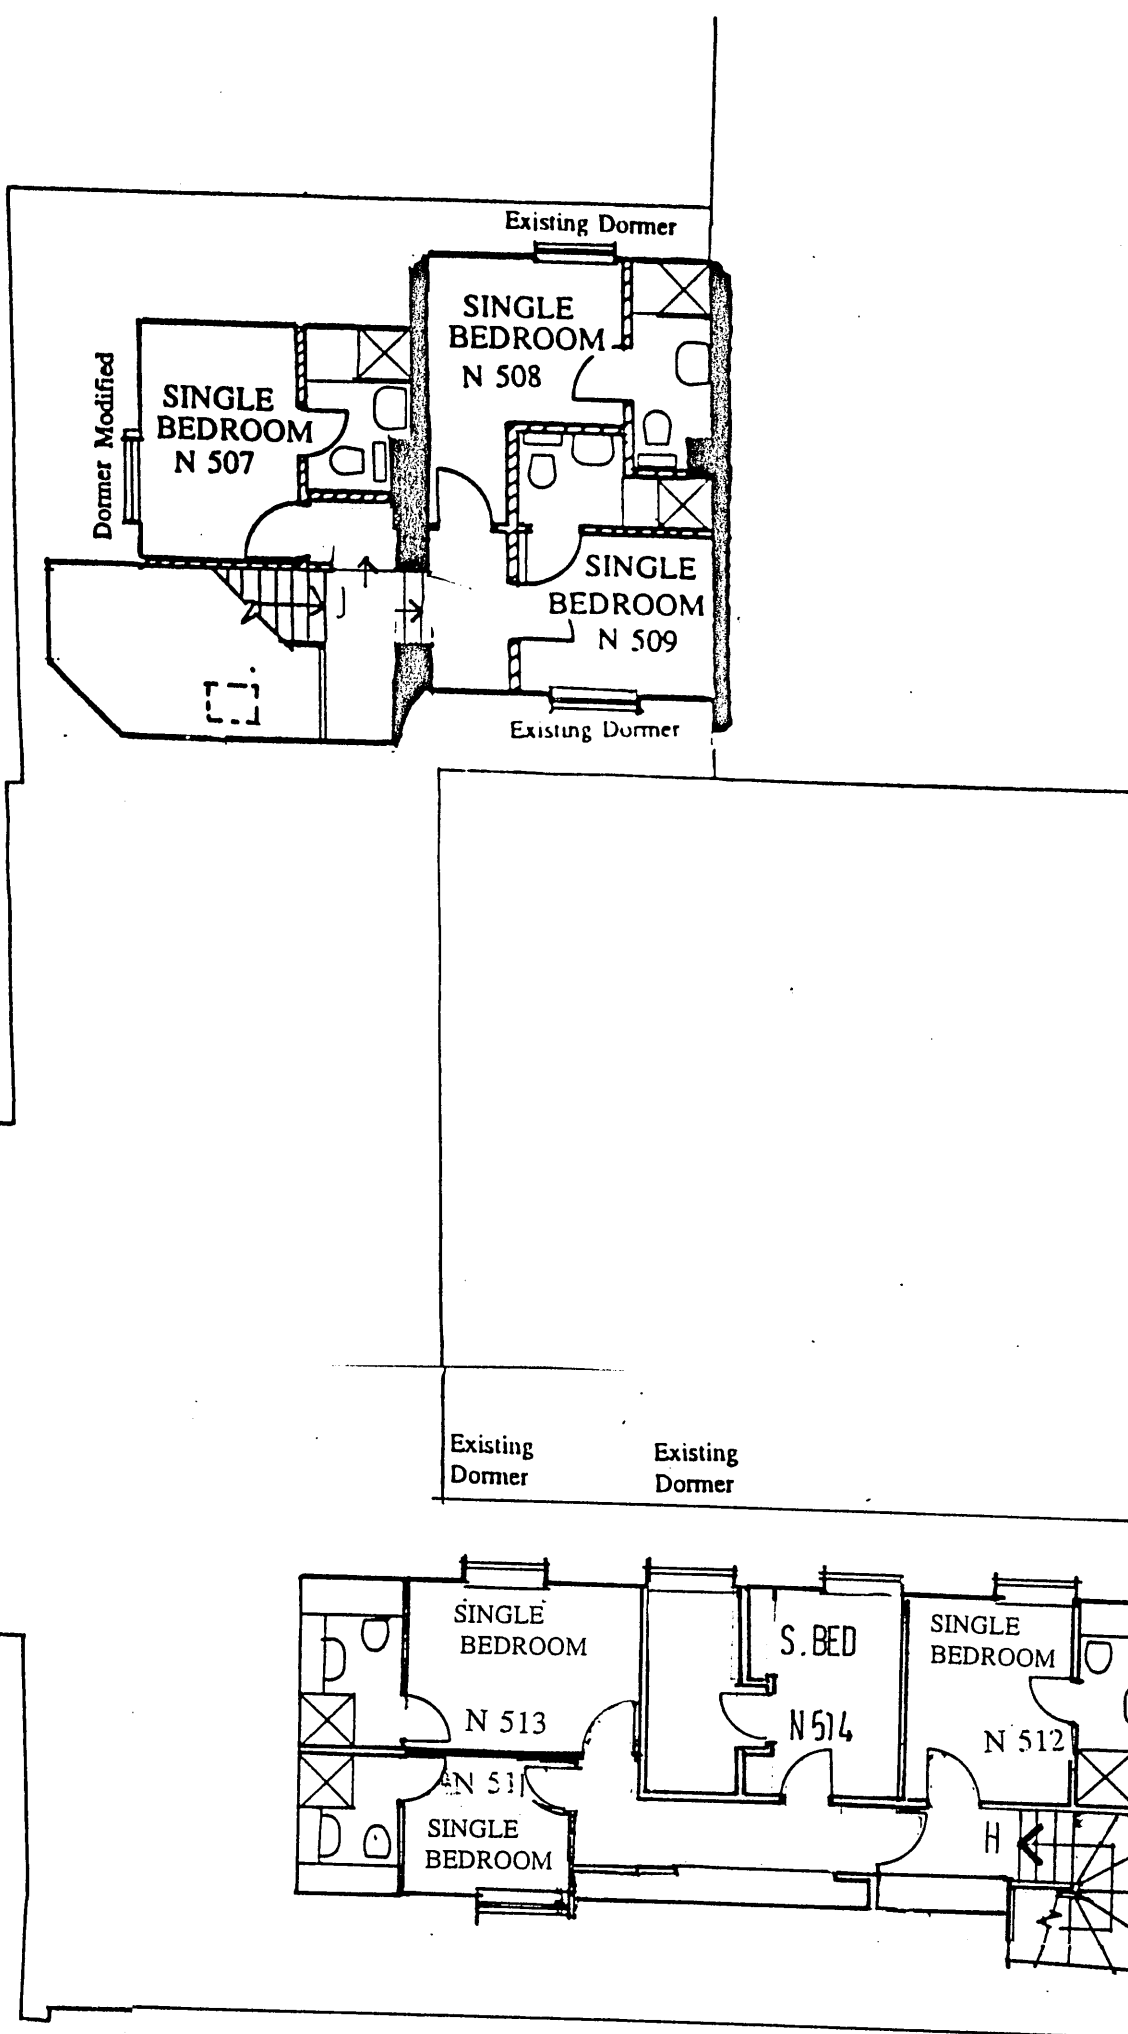 Existing Dormer
SINGLE
BEDROOM
N 508
Dormer Modified
SINGLE
BEDROOM
N 507
SINGLE
BEDROOM
N 509
J
Existing Dormer
Existing
Dormer
Existing
Dormer
SINGLE
BEDROOM
N 513
S.BED
N514
SINGLE
BEDROOM
N 512
N 511
SINGLE
BEDROOM
H